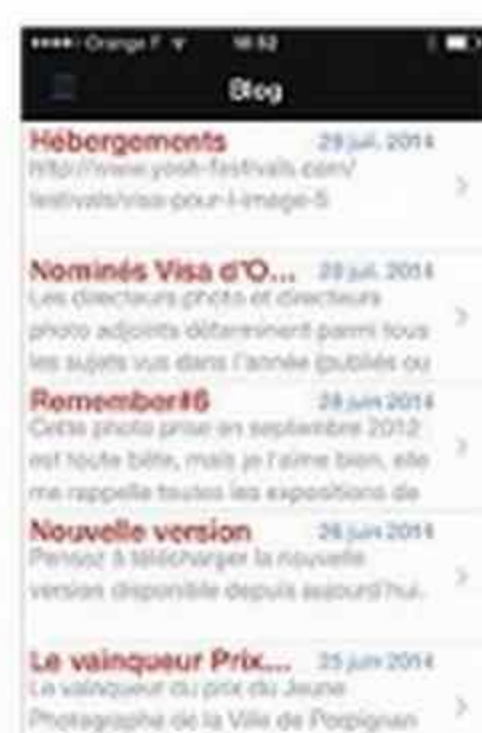 Orange F 18:52
Blog
Hébergements 29 juil. 2014
http://www.yosh-festivals.com/
festivals/visa-pour-l-image-5
Nominés Visa d'O... 2014
Les directeurs photo et directeurs
photo adjoints déterminent parmi tous
les sujets vus dans l'année (publiés ou
Remember#6 28 juin 2014
Cette photo prise en septembre 2012
est toute bête, mais je l'aime bien, elle
me rappelle toutes les expositions de
Nouvelle version 26 juin 2014
Pensez à télécharger la nouvelle
version disponible depuis aujourd'hui.
Le vainqueur Prix... 25 juin 2014
Le vainqueur du prix du Jeune
Photographe de la Ville de Perpignan